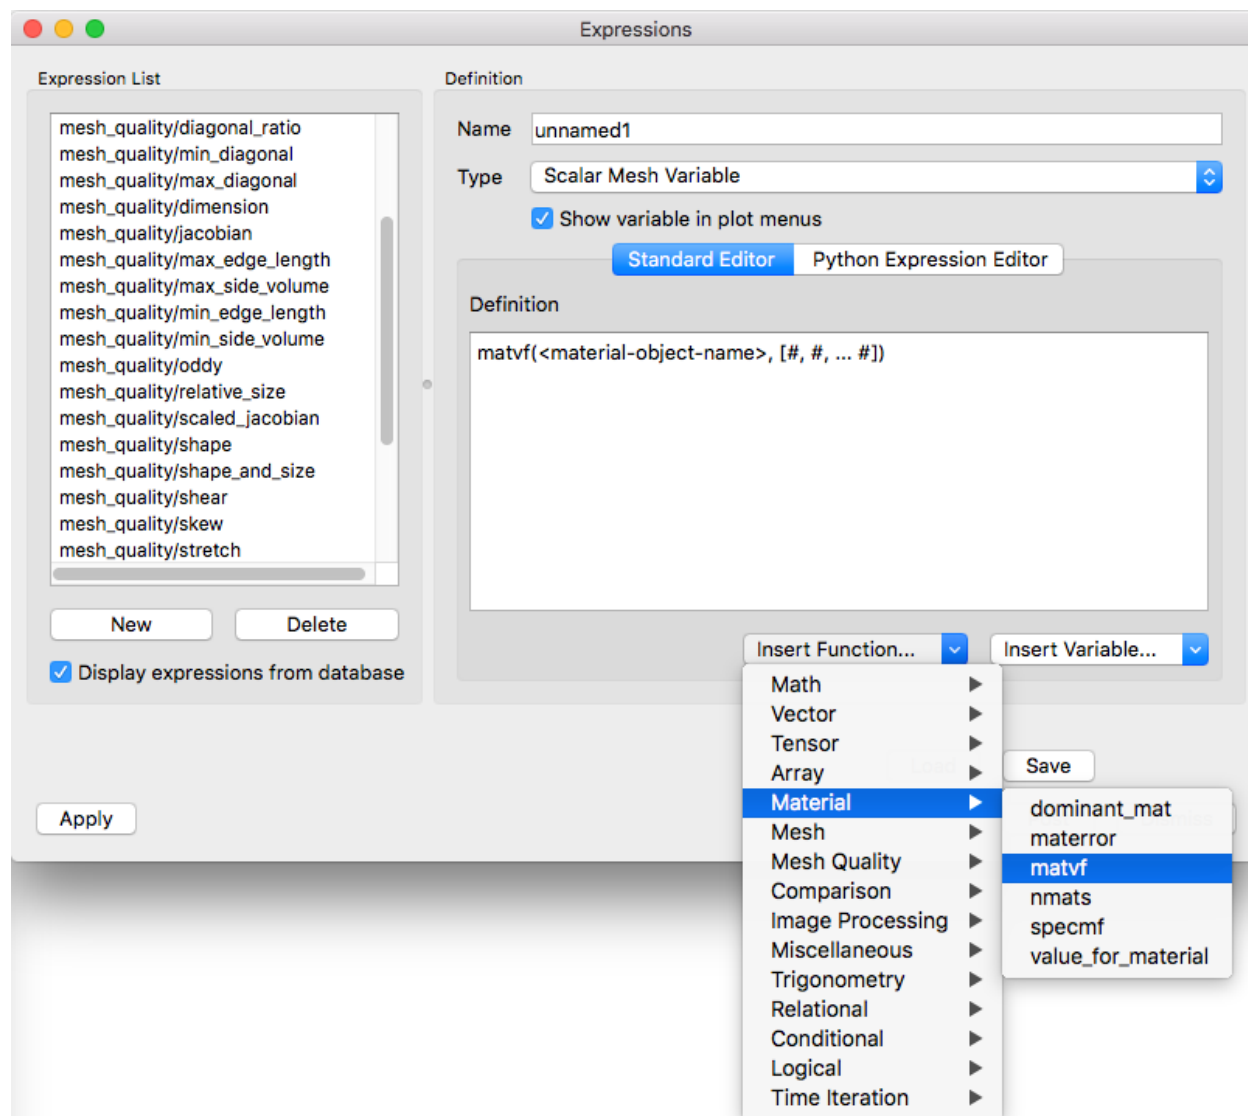 Expressions
Expression List
mesh_quality/diagonal_ratio
mesh_quality/min_diagonal
mesh_quality/max_diagonal
mesh_quality/dimension
mesh_quality/jacobian
mesh_quality/max_edge_length
mesh_quality/max_side_volume
mesh_quality/min_edge_length
mesh_quality/min_side_volume
mesh_quality/oddy
mesh_quality/relative_size
mesh_quality/scaled_jacobian
mesh_quality/shape
mesh_quality/shape_and_size
mesh_quality/shear
mesh_quality/skew
mesh_quality/stretch
New
Delete
Display expressions from database
Definition
Name
unnamed1
Type
Scalar Mesh Variable
Show variable in plot menus
Standard Editor
Python Expression Editor
Definition
matvf(<material-object-name>, [#, #, ... #])
Insert Function...
Insert Variable...
Math
Vector
Tensor
Array
Material
Mesh
Mesh Quality
Comparison
Image Processing
Miscellaneous
Trigonometry
Relational
Conditional
Logical
Time Iteration
dominant_mat
materror
matvf
nmats
specmf
value_for_material
Save
Apply